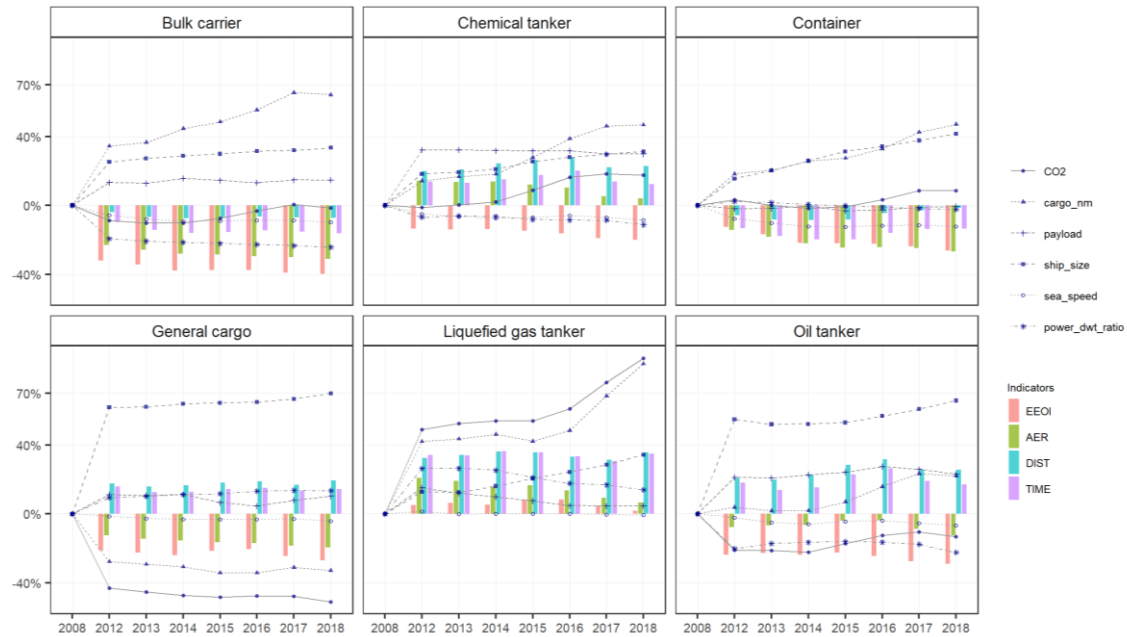 Bulk carrier
Chemical tanker
Container
70%
40%
0%
-40%
General cargo
Liquefied gas tanker
Oil tanker
70%
40%
0%
-40%
2008 2012 2013 2014 2015 2016 2017 2018
2008 2012 2013 2014 2015 2016 2017 2018
2008 2012 2013 2014 2015 2016 2017 2018
CO2
cargo_nm
payload
ship_size
sea_speed
power_dwt_ratio
Indicators
EEOI
AER
DIST
TIME